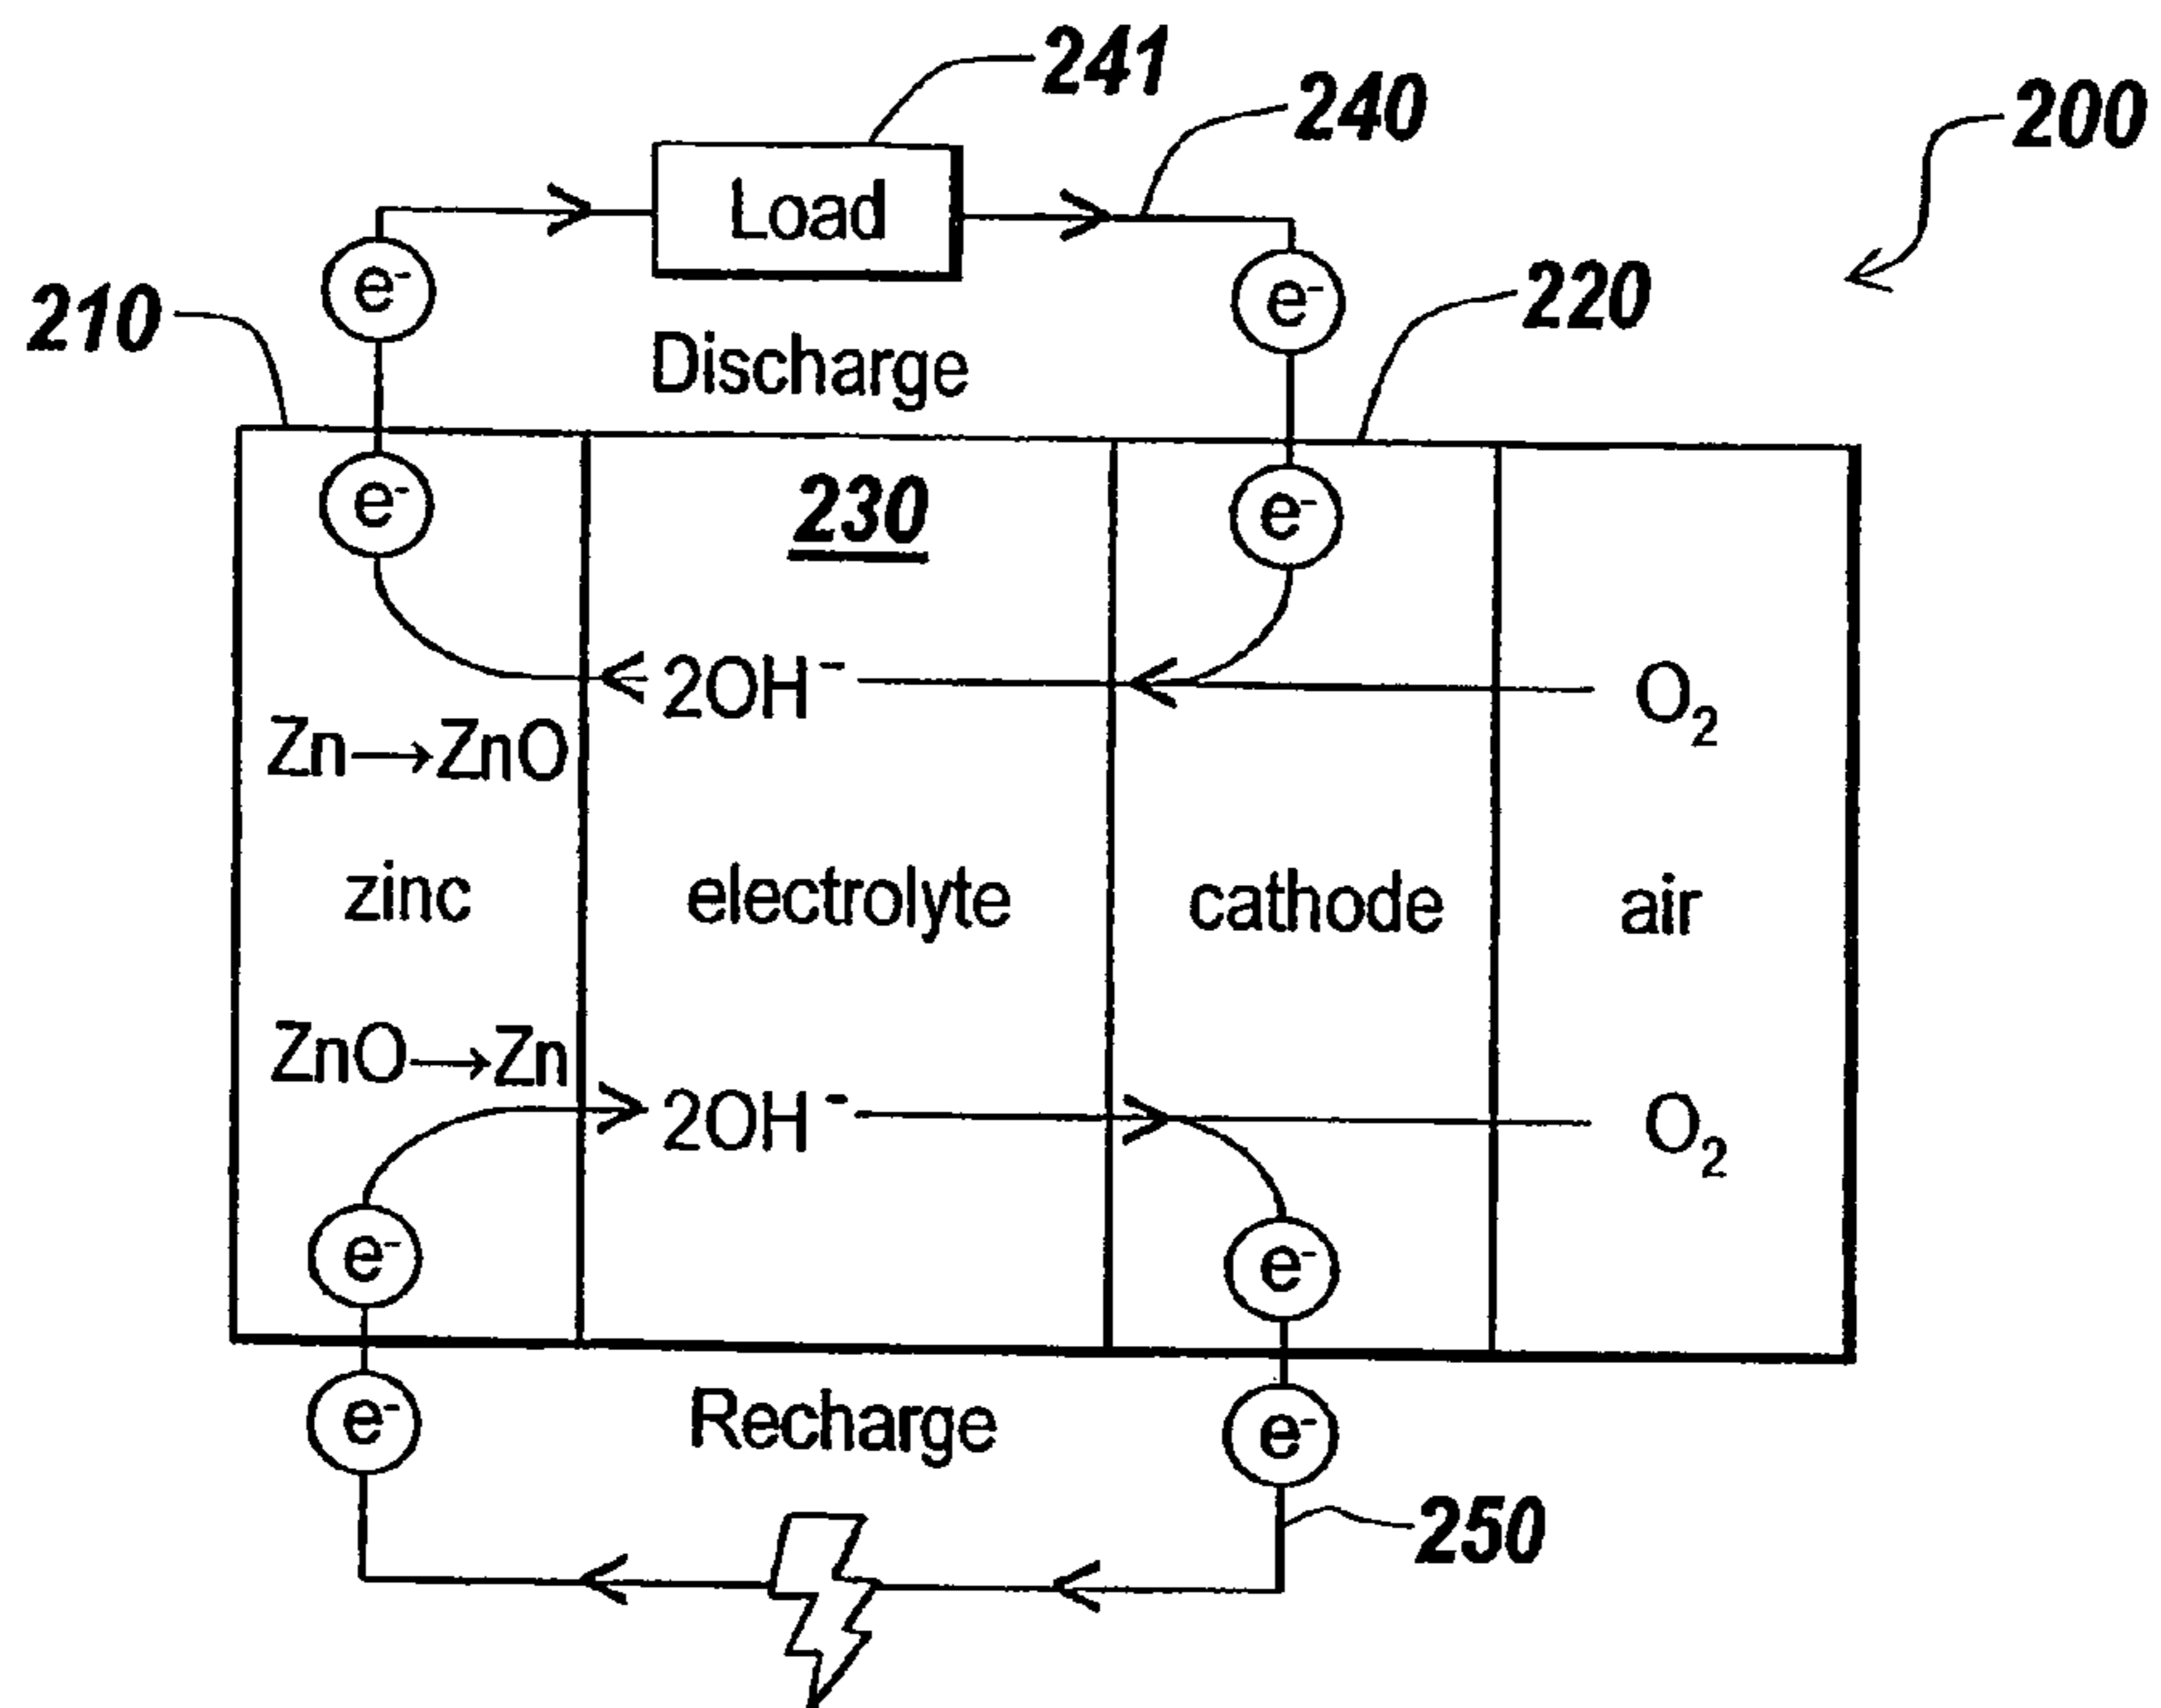 241
240
200
Load
e⁻
e⁻
210
220
Discharge
e⁻
230
e⁻
2OH⁻
O₂
Zn→ZnO
zinc
electrolyte
cathode
air
ZnO→Zn
2OH⁻
O₂
e⁻
e⁻
e⁻
Recharge
e⁻
250